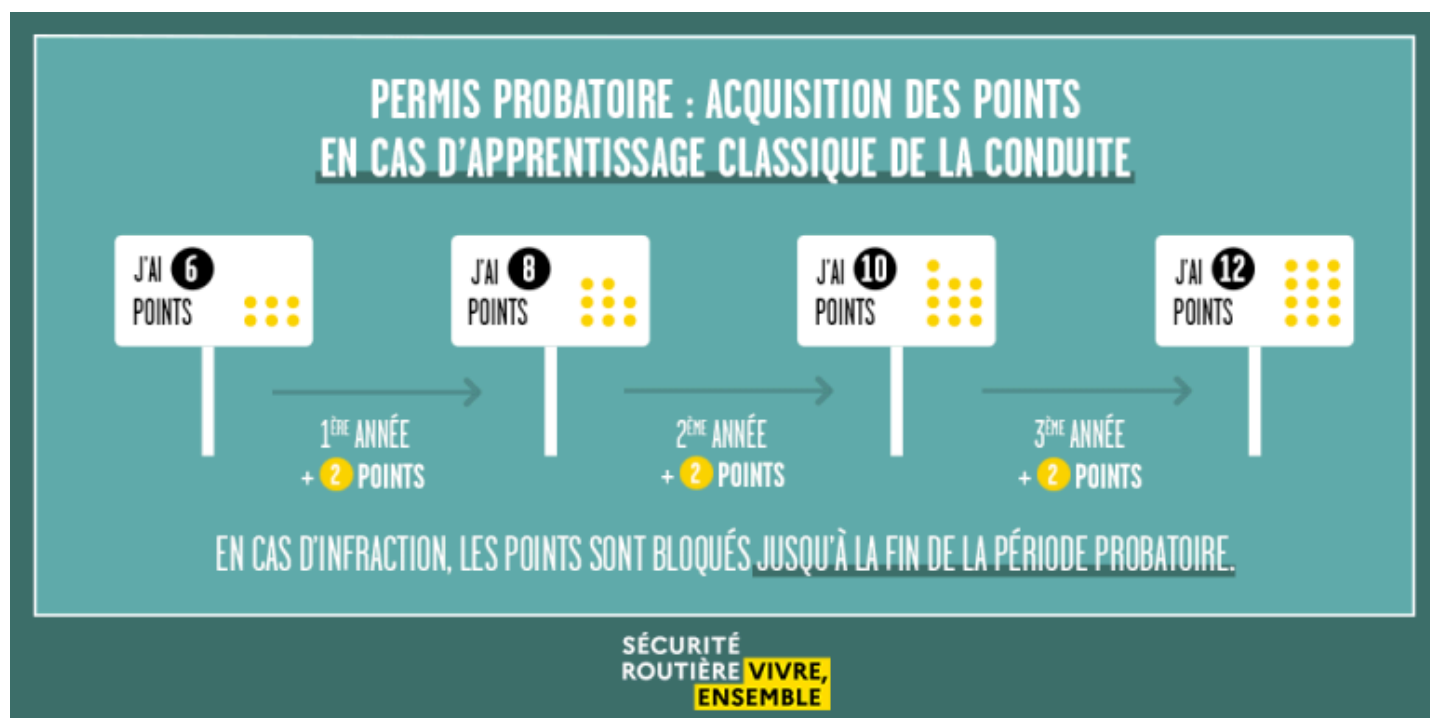 PERMIS PROBATOIRE : ACQUISITION DES POINTS
EN CAS D'APPRENTISSAGE CLASSIQUE DE LA CONDUITE
J'AI 6
POINTS
J'AI 8
POINTS
J'AI 10
POINTS
J'AI 12
POINTS
1ÈRE ANNÉE
+ 2 POINTS
2ÈME ANNÉE
+ 2 POINTS
3ÈME ANNÉE
+ 2 POINTS
EN CAS D'INFRACTION, LES POINTS SONT BLOQUÉS JUSQU'À LA FIN DE LA PÉRIODE PROBATOIRE.
SÉCURITÉ
ROUTIÈRE VIVRE,
ENSEMBLE